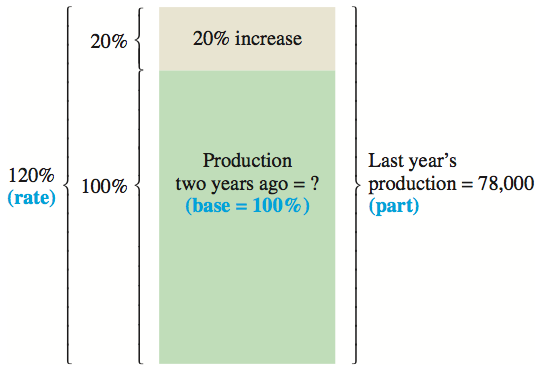 20%
20% increase
120%
(rate)
100%
Production
two years ago = ?
(base = 100%)
Last year's
production = 78,000
(part)